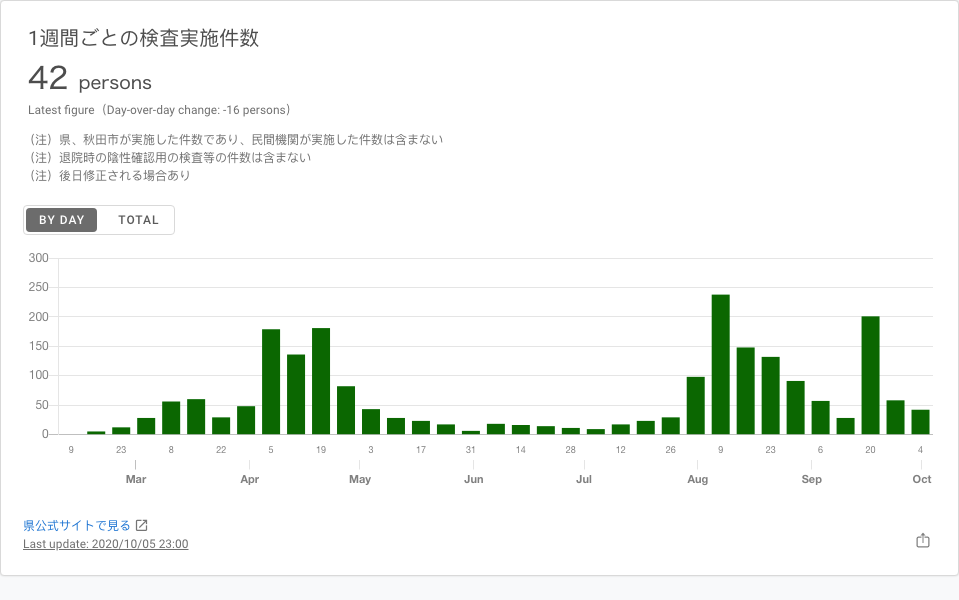 1週間ごとの検査実施件数
42 persons
Latest figure（Day-over-day change: -16 persons）
（注）県、秋田市が実施した件数であり、民間機関が実施した件数は含まない
（注）退院時の陰性確認用の検査等の件数は含まない
（注）後日修正される場合あり
BY DAY TOTAL
300
250
200
150
100
50
0
9 23 8 22 5 19 3 17 31 14 28 12 26 9 23 6 20 4
Mar Apr May Jun Jul Aug Sep Oct
県公式サイトで見る
Last update: 2020/10/05 23:00